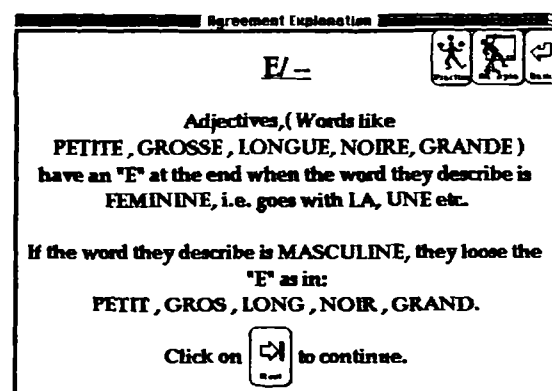 Agreement Explanation
E/ –
Adjectives,( Words like
PETITE , GROSSE , LONGUE, NOIRE, GRANDE )
have an "E" at the end when the word they describe is
FEMININE, i.e. goes with LA, UNE etc.
If the word they describe is MASCULINE, they loose the
"E" as in:
PETIT , GROS , LONG , NOIR , GRAND.
Click on
to continue.